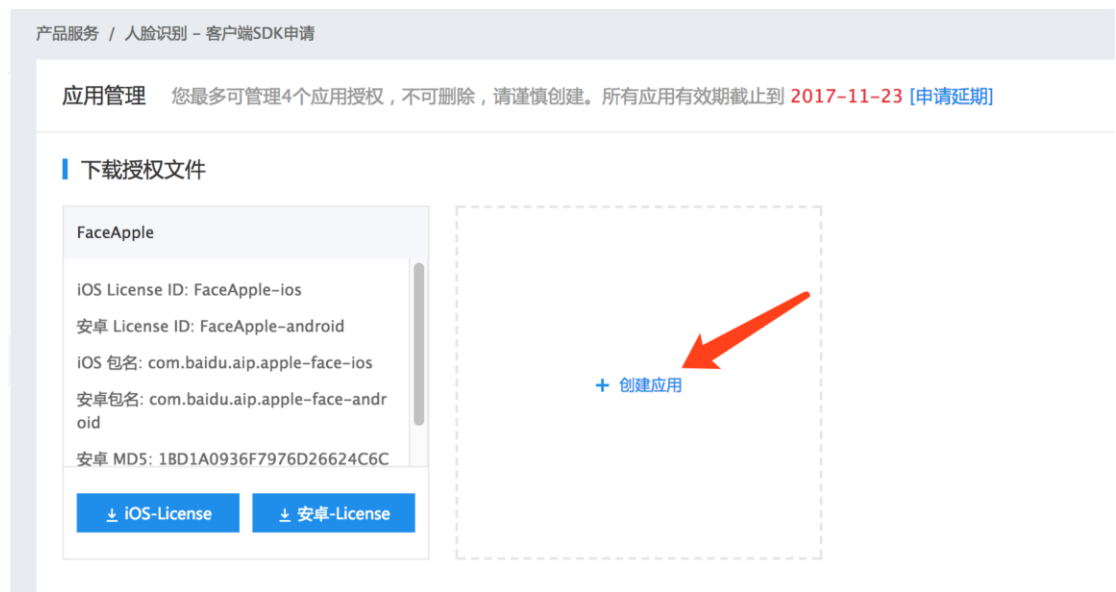 产品服务 / 人脸识别 – 客户端SDK申请
应用管理 您最多可管理4个应用授权，不可删除，请谨慎创建。所有应用有效期截止到 2017-11-23 [申请延期]
下载授权文件
FaceApple
iOS License ID: FaceApple-ios
安卓 License ID: FaceApple-android
iOS 包名: com.baidu.aip.apple-face-ios
安卓包名: com.baidu.aip.apple-face-andr
oid
安卓 MD5: 1BD1A0936F7976D26624C6C
iOS-License
安卓-License
+ 创建应用